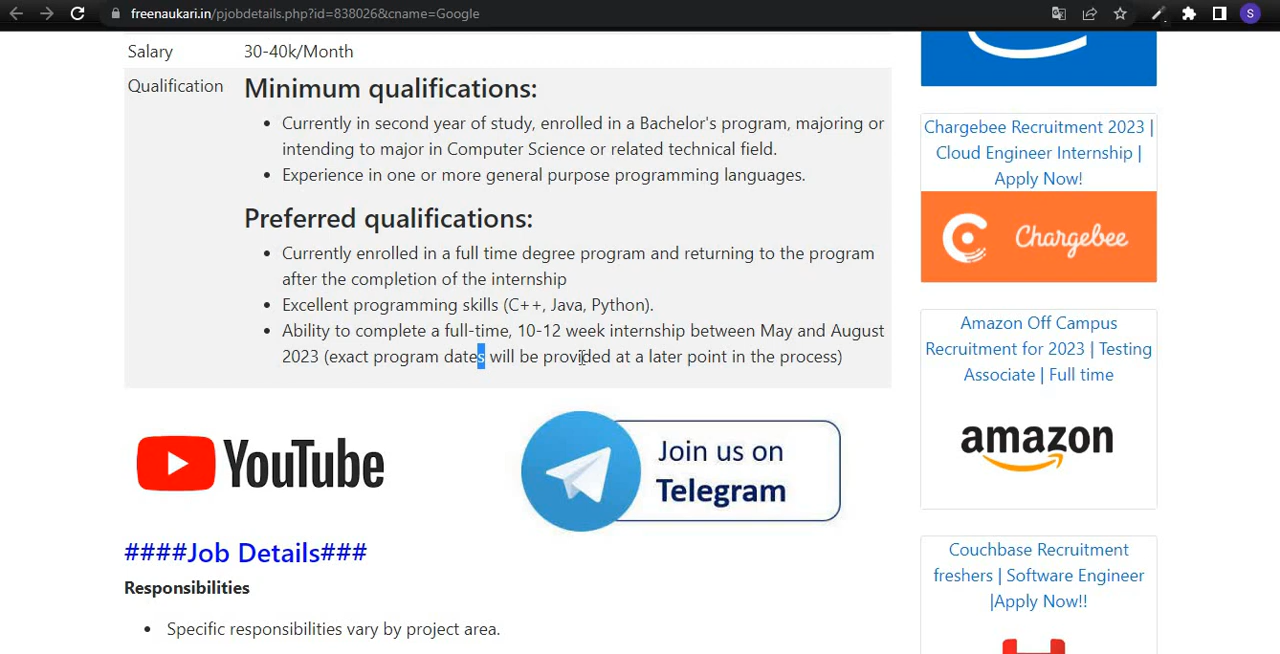 freenaukari.in/pjobdetails.php?id=838026&cname=Google
S
Salary 30-40k/Month
Qualification
Minimum qualifications:
• Currently in second year of study, enrolled in a Bachelor's program, majoring or
intending to major in Computer Science or related technical field.
• Experience in one or more general purpose programming languages.
Preferred qualifications:
• Currently enrolled in a full time degree program and returning to the program
after the completion of the internship
• Excellent programming skills (C++, Java, Python).
• Ability to complete a full-time, 10-12 week internship between May and August
2023 (exact program dates will be provided at a later point in the process)
YouTube
Join us on
Telegram
####Job Details###
Responsibilities
• Specific responsibilities vary by project area.
Chargebee Recruitment 2023 |
Cloud Engineer Internship |
Apply Now!
Chargebee
Amazon Off Campus
Recruitment for 2023 | Testing
Associate | Full time
amazon
Couchbase Recruitment
freshers | Software Engineer
|Apply Now!!